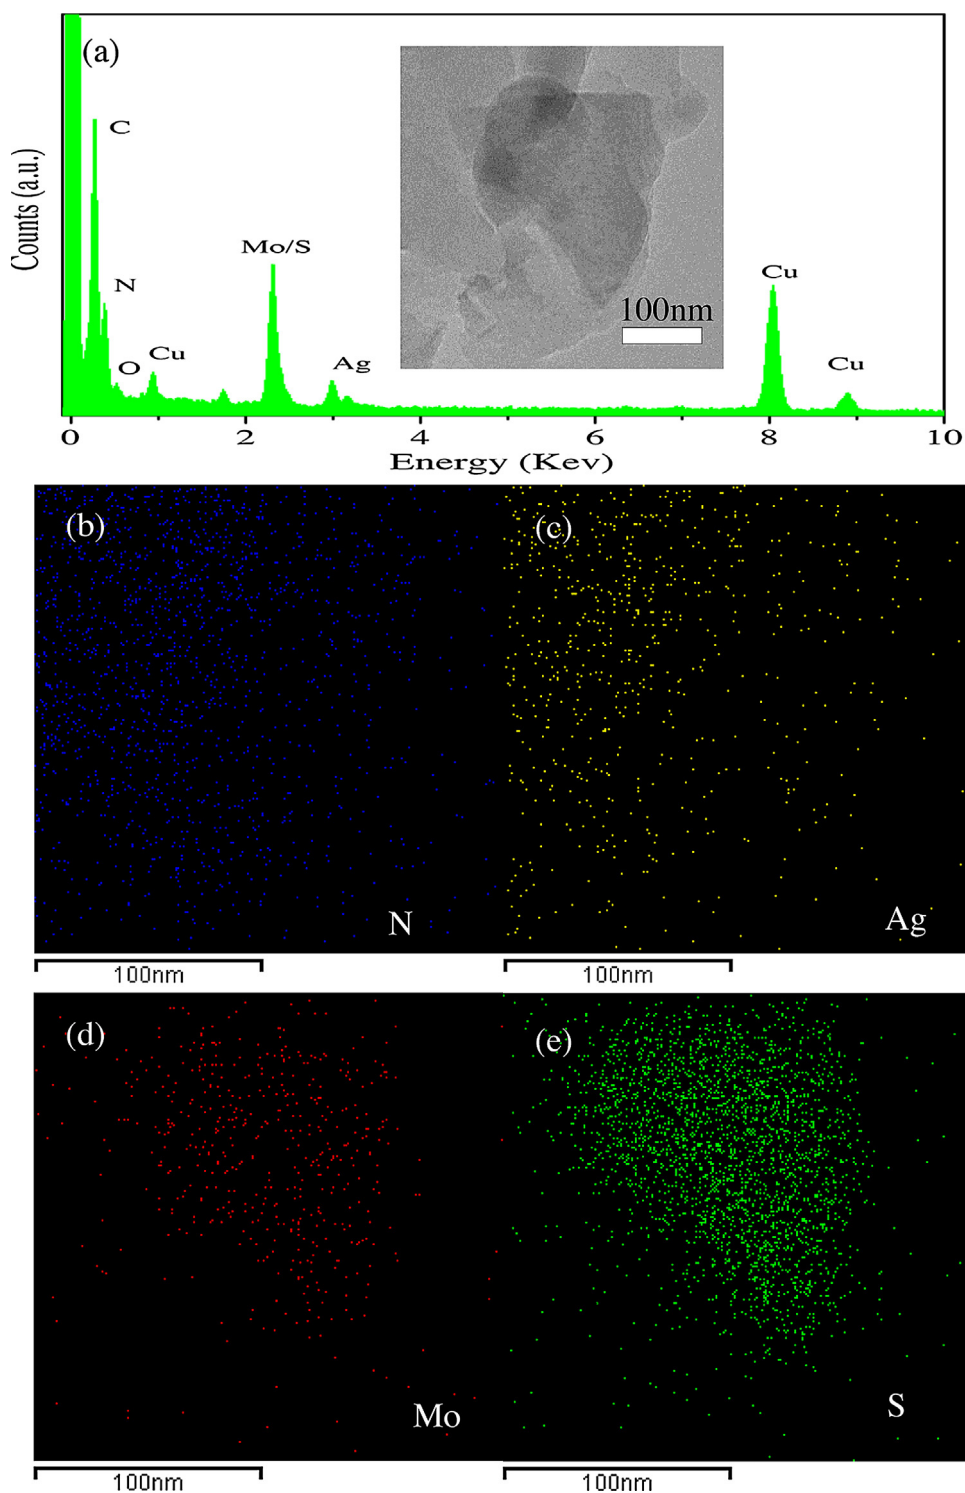 (a)
C
N
O
Cu
Mo/S
Ag
Cu
Cu
100nm
Counts (a.u.)
0 2 4 6 8 10
Energy (Kev)
(b) (c)
N Ag
100nm 100nm
(d) (e)
Mo S
100nm 100nm